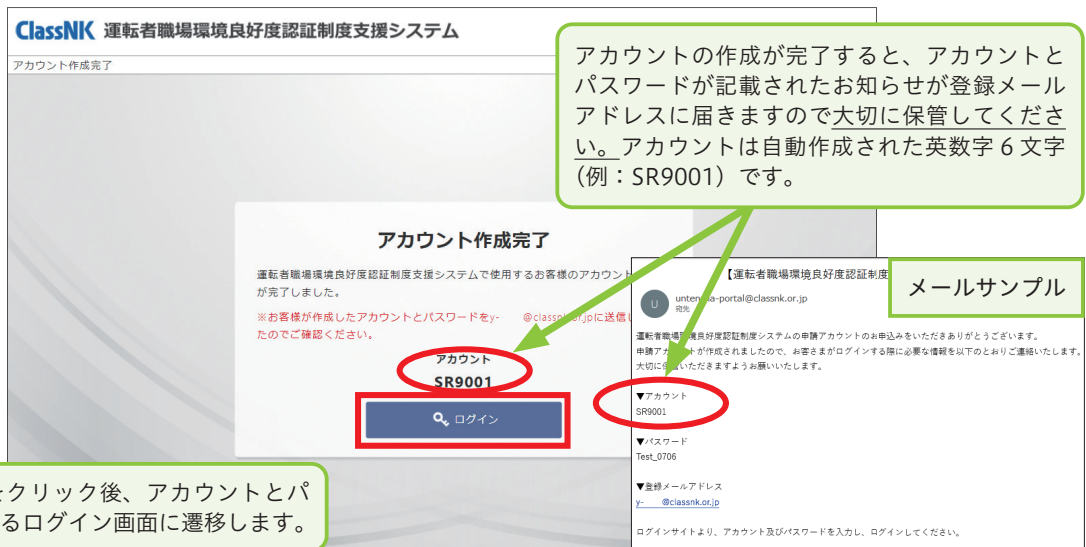 ClassNK 運転者職場環境良好度認証制度支援システム
アカウント作成完了
アカウントの作成が完了すると、アカウントと
パスワードが記載されたお知らせが登録メール
アドレスに届きますので大切に保管してくださ
い。アカウントは自動作成された英数字6文字
(例：SR9001）です。
アカウント作成完了
運転者職場環境良好度認証制度支援システムで使用するお客様のアカウント
が完了しました。
※お客様が作成したアカウントとパスワードをy- @classnk.or.jpに送信し
たのでご確認ください。
アカウント
SR9001
ログイン
をクリック後、アカウントとパ
るログイン画面に遷移します。
メールサンプル
【運転者職場環境良好度認証制度
U
-portal@classnk.or.jp
宛先
運転者職場環境良好度認証制度システムの申請アカウントのお申込みをいただきありがとうございます。
申請アカウントが作成されましたので、お客さまがログインする際に必要な情報を以下のとおりご連絡いたします。
大切に保管いただきますようお願いいたします。
▼アカウント
SR9001
▼パスワード
Test_0706
▼登録メールアドレス
y- @classnk.or.jp
ログインサイトより、アカウント及びパスワードを入力し、ログインしてください。